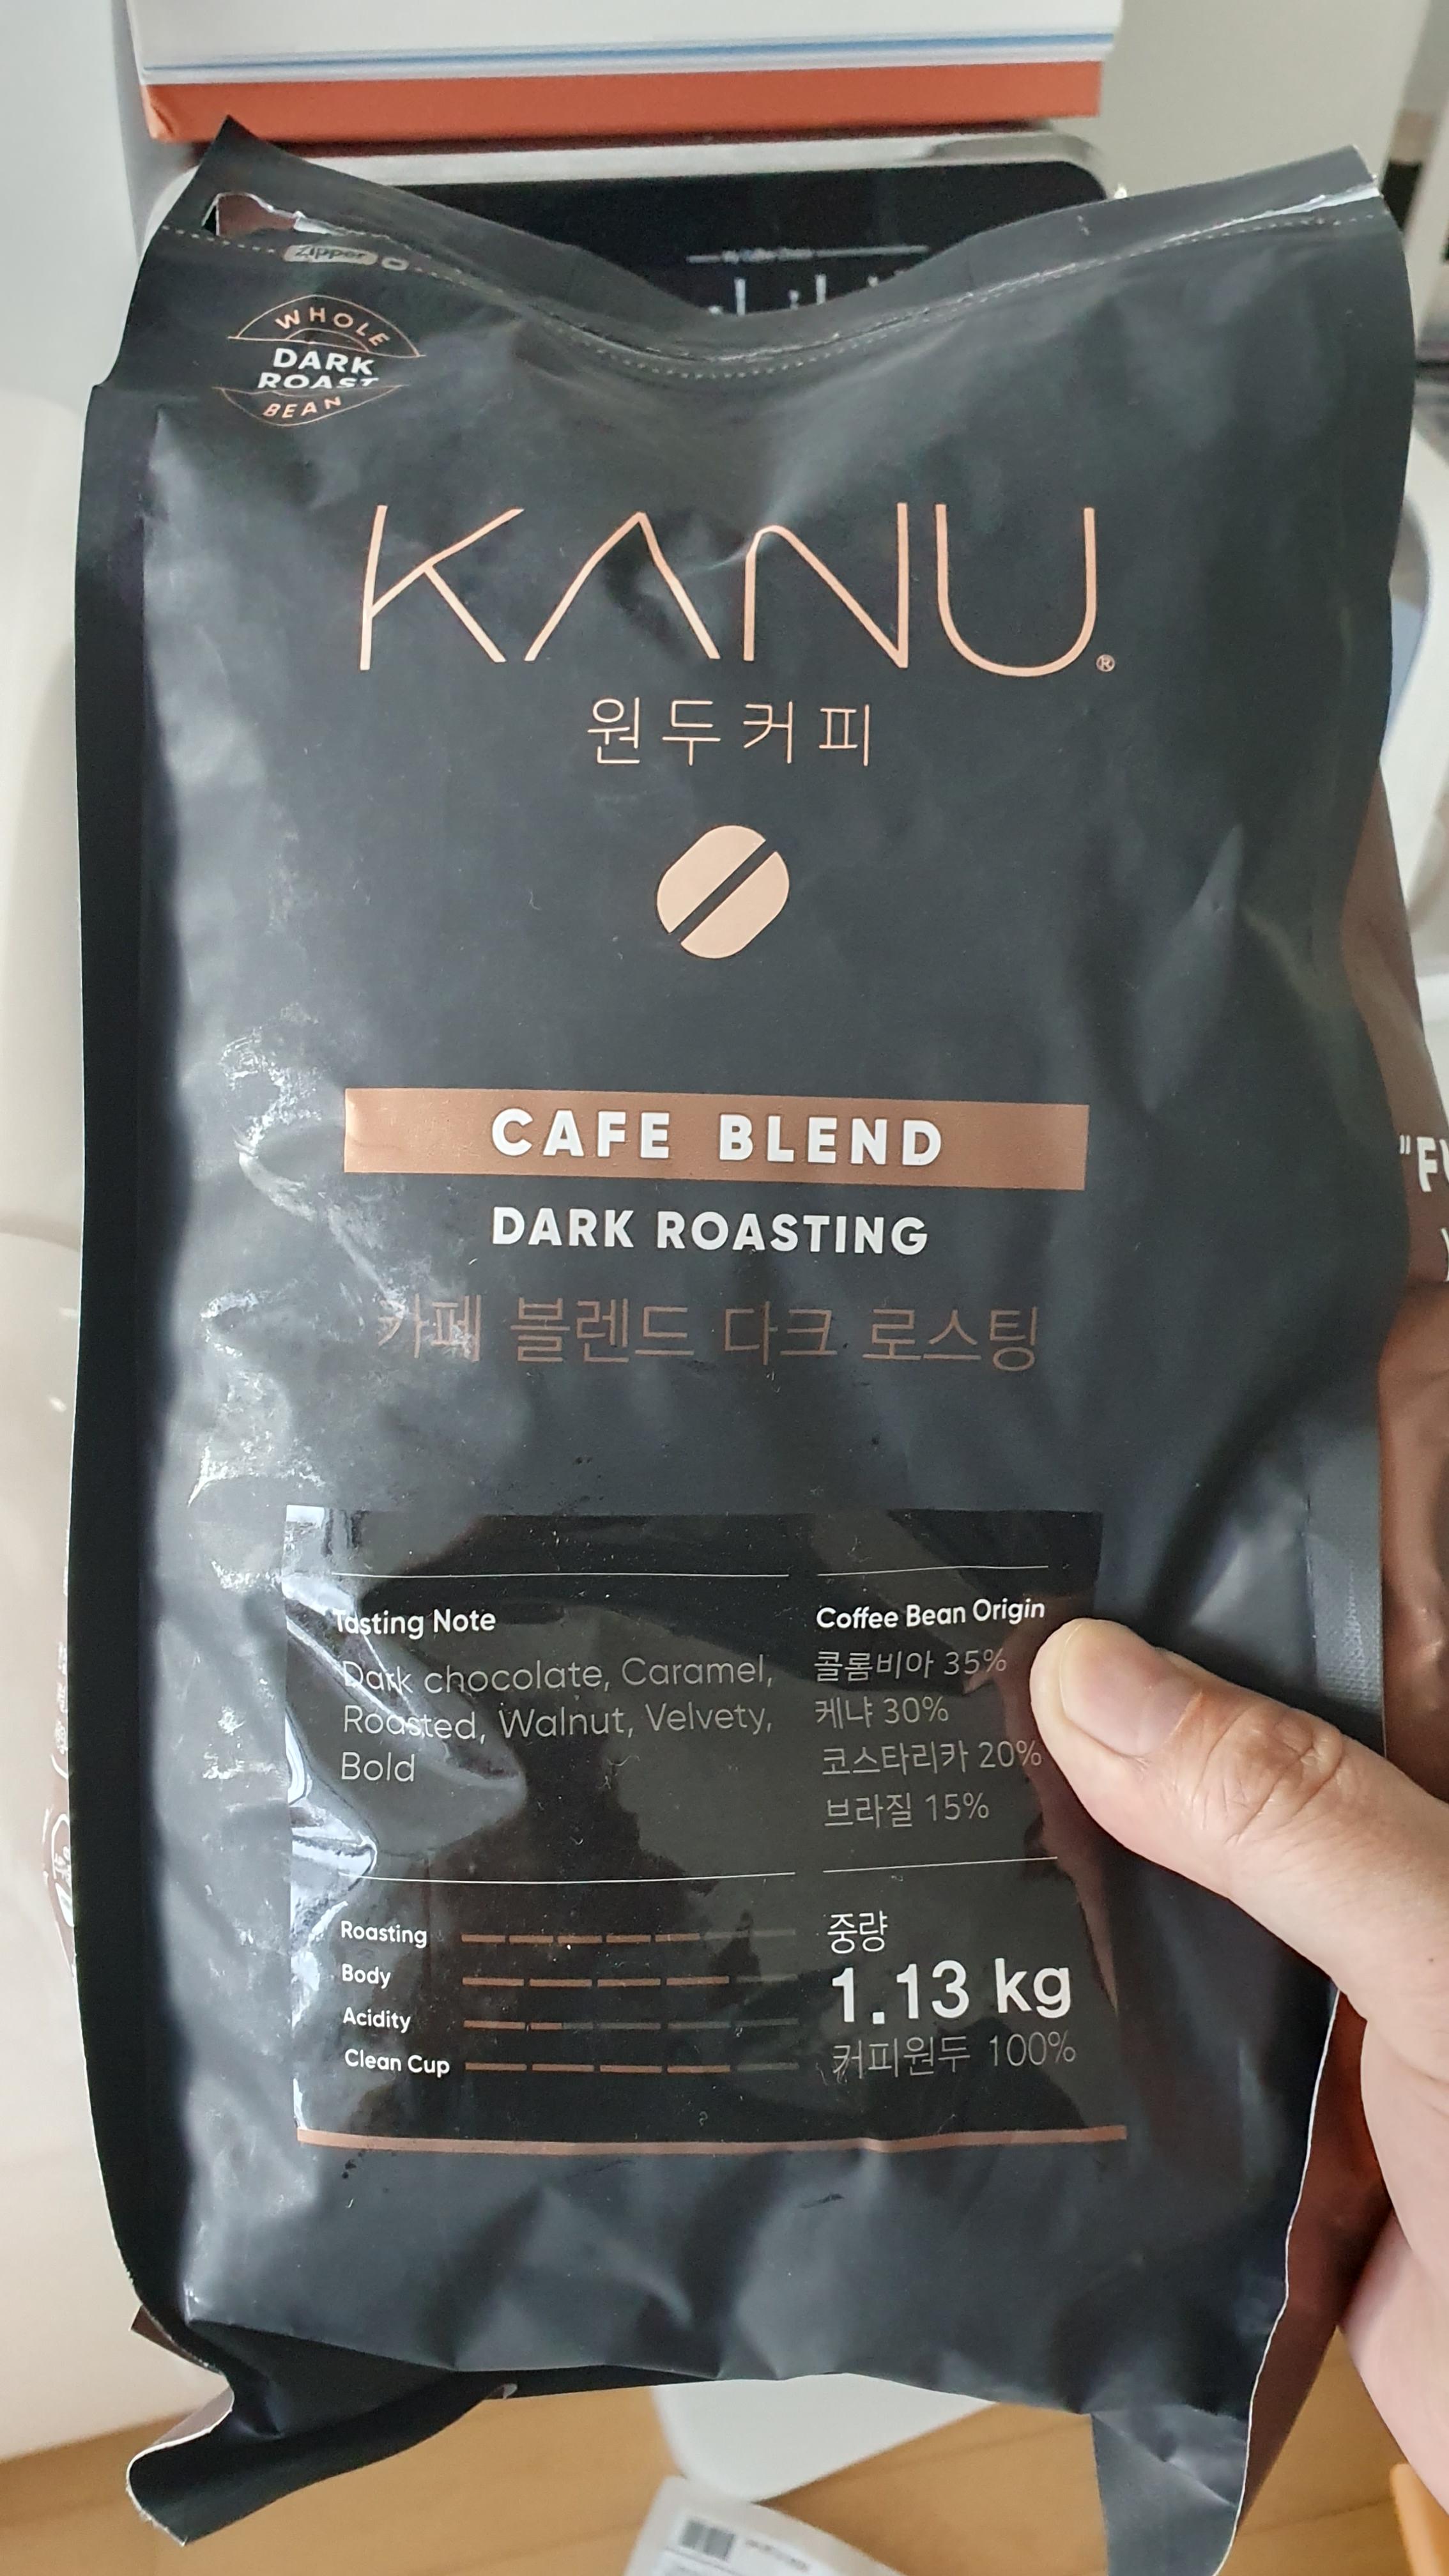 Zipper
WHOLE
DARK
ROAST
BEAN
KANU®
원두커피
CAFE BLEND
DARK ROASTING
카페 블렌드 다크 로스팅
Tasting Note
Dark chocolate, Caramel,
Roasted, Walnut, Velvety,
Bold
Coffee Bean Origin
콜롬비아 35%
케냐 30%
코스타리카 20%
브라질 15%
Roasting
Body
Acidity
Clean Cup
중량
1.13 kg
커피원두 100%